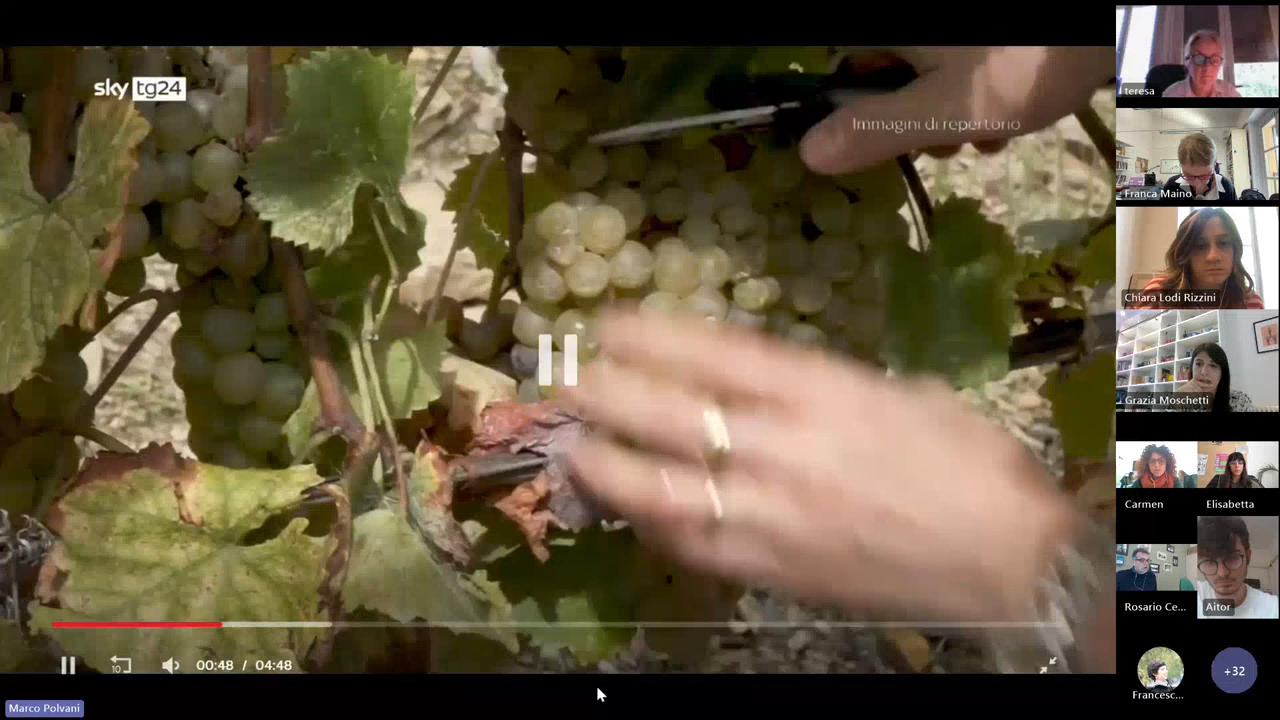 sky tg24
Immagini di repertorio
10
00:48 / 04:48
Marco Polvani
teresa
Franca Maino
Chiara Lodi Rizzini
Grazia Moschetti
Carmen
Elisabetta
Rosario Ce...
Aitor
Francesc...
+32